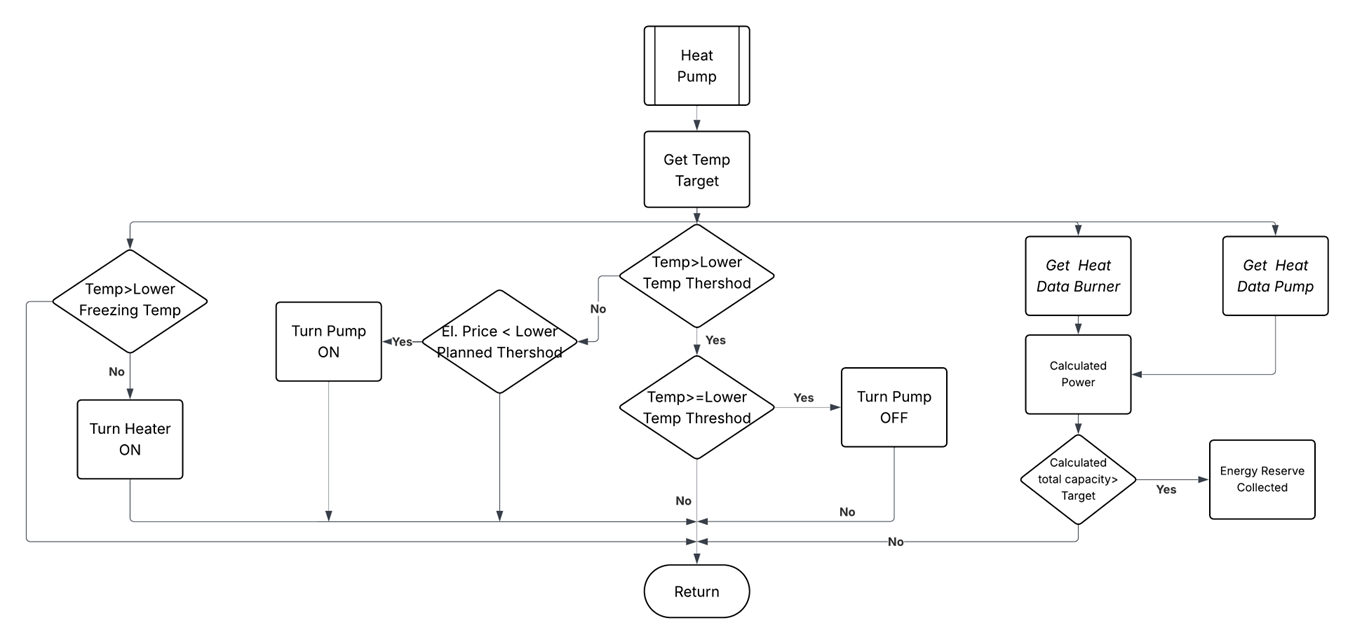 Heat
Pump
Get Temp
Target
Temp>Lower
Freezing Temp
No
Turn Heater
ON
Turn Pump
ON
Yes
El. Price < Lower
Planned Thershod
No
Temp>Lower
Temp Thershod
Yes
Temp>=Lower
Temp Threshod
Yes
No
Turn Pump
OFF
No
Get Heat
Data Burner
Get Heat
Data Pump
Calculated
Power
Calculated
total capacity>
Target
Yes
Energy Reserve
Collected
No
Return